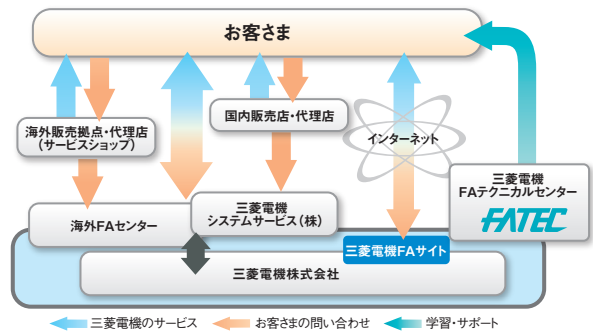 お客さま
海外販売拠点・代理店
(サービスショップ)
国内販売店・代理店
インターネット
三菱電機
FAテクニカルセンター
FATEC
海外FAセンター
三菱電機
システムサービス(株)
三菱電機FAサイト
三菱電機株式会社
三菱電機のサービス
お客さまの問い合わせ
学習・サポート